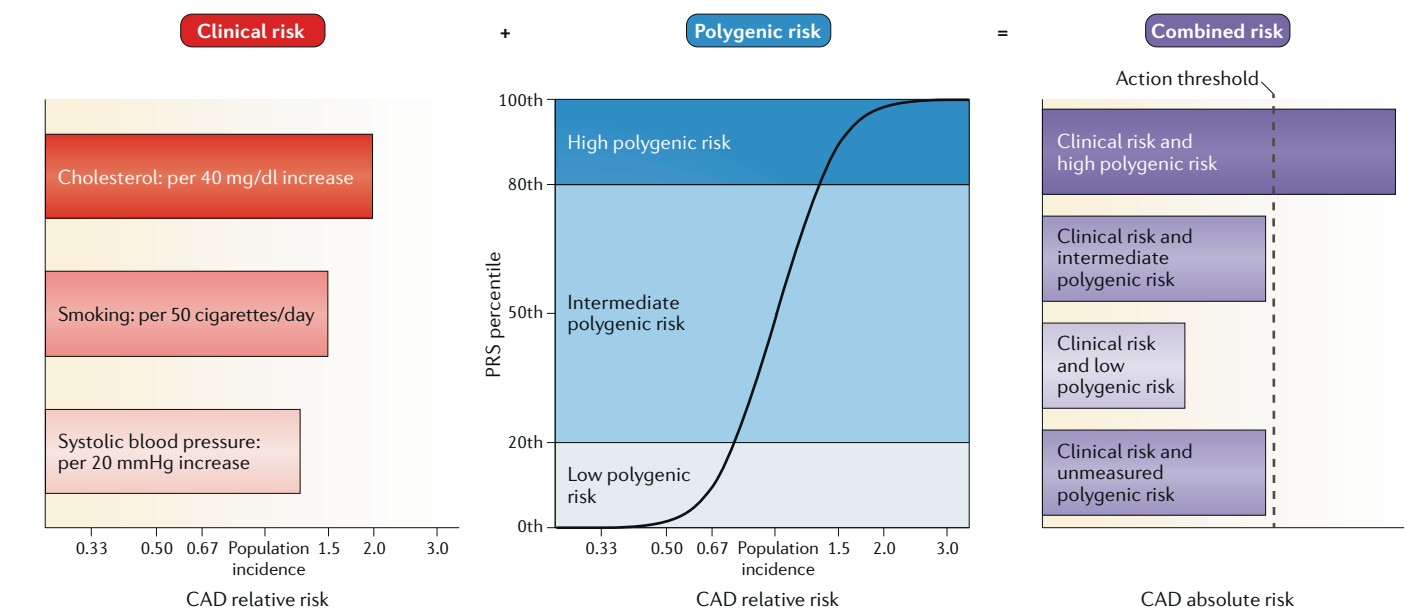 Clinical risk
+
Polygenic risk
=
Combined risk
Cholesterol: per 40 mg/dl increase
Smoking: per 50 cigarettes/day
Systolic blood pressure:
per 20 mmHg increase
0.33
0.50
0.67
Population
incidence
1.5
2.0
3.0
CAD relative risk
PRS percentile
100th
80th
50th
20th
0th
High polygenic risk
Intermediate
polygenic risk
Low polygenic
risk
0.33
0.50
0.67
Population
incidence
1.5
2.0
3.0
CAD relative risk
Action threshold
Clinical risk and
high polygenic risk
Clinical risk and
intermediate
polygenic risk
Clinical risk
and low
polygenic risk
Clinical risk and
unmeasured
polygenic risk
CAD absolute risk